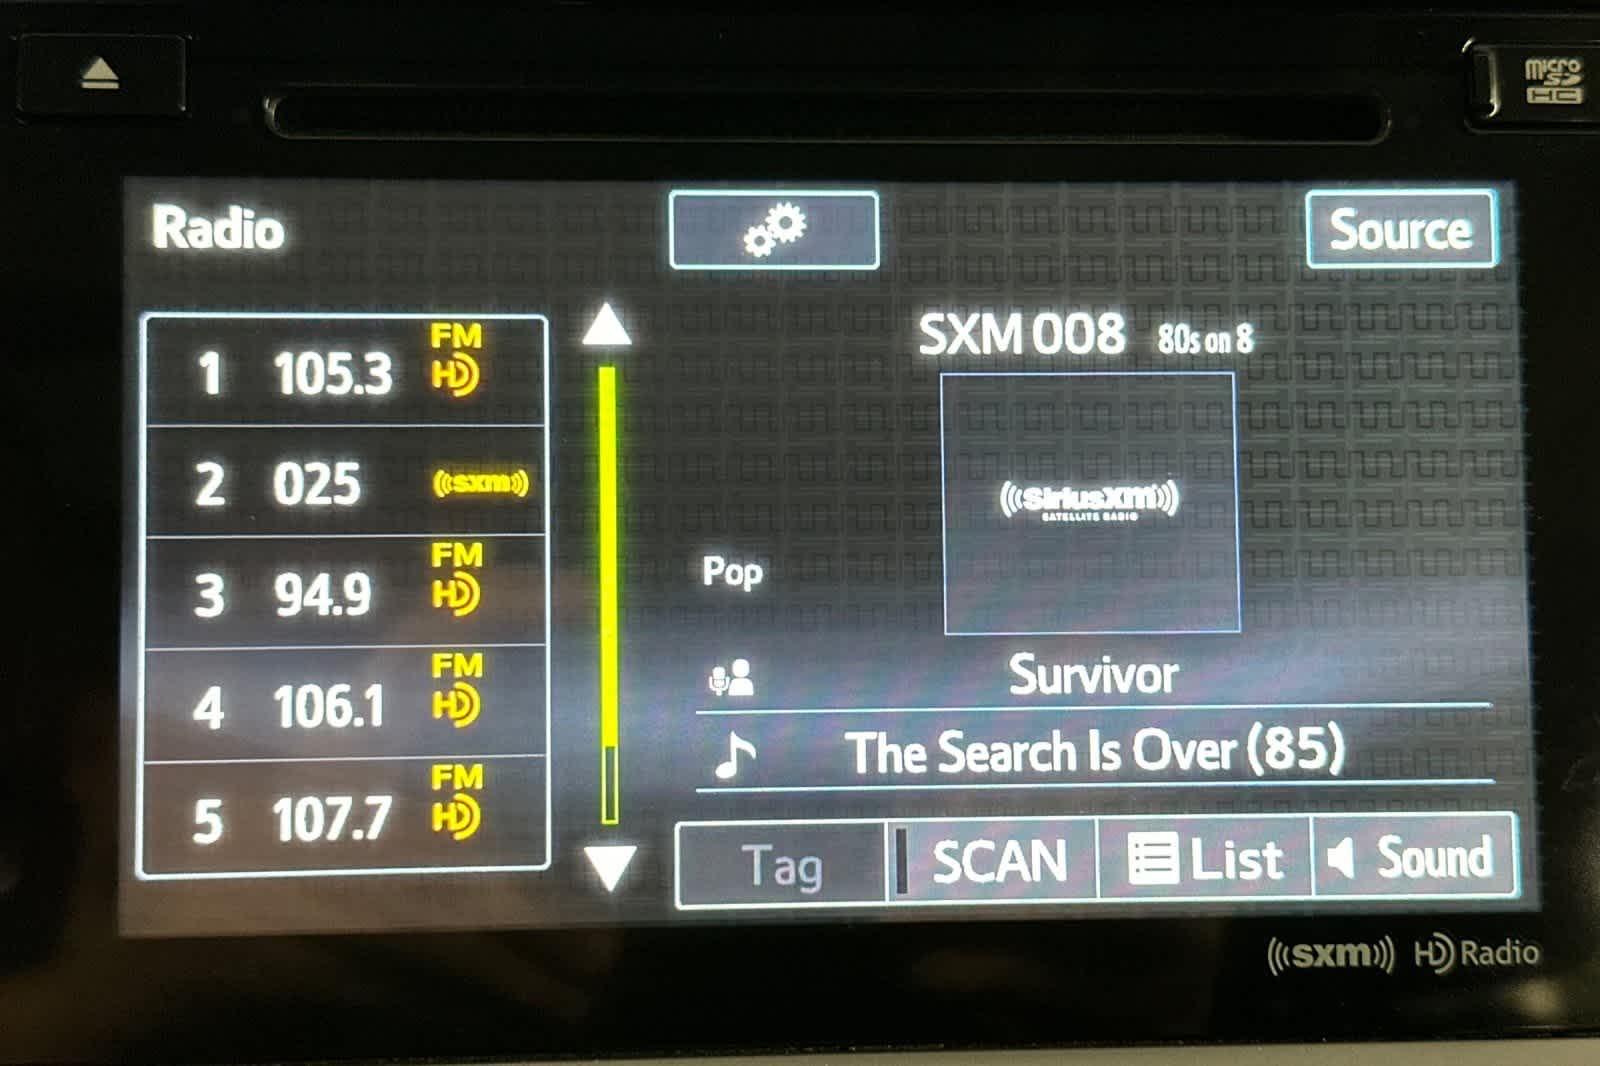 micro SD HC
Radio
Source
1 105.3 FM HD
2 025 ((sxm))
3 94.9 FM HD
4 106.1 FM HD
5 107.7 FM HD
SXM 008 80s on 8
((SiriusXM))
SATELLITE RADIO
Pop
Survivor
The Search Is Over (85)
Tag SCAN List Sound
((sxm)) HD Radio